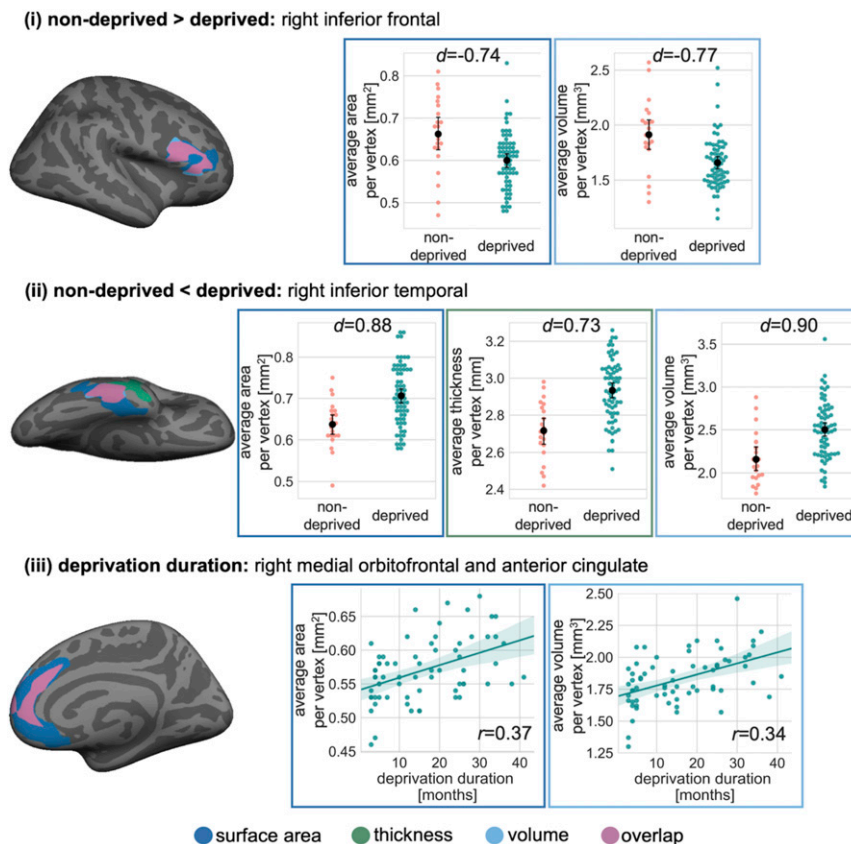 (i) non-deprived > deprived: right inferior frontal
d=-0.74
d=-0.77
average area
per vertex [mm²]
0.8
0.7
0.6
0.5
non-
deprived
deprived
average volume
per vertex [mm³]
2.5
2.0
1.5
non-
deprived
deprived
(ii) non-deprived < deprived: right inferior temporal
d=0.88
d=0.73
d=0.90
average area
per vertex [mm²]
0.8
0.7
0.6
0.5
non-
deprived
deprived
average thickness
per vertex [mm]
3.2
3.0
2.8
2.6
2.4
non-
deprived
deprived
average volume
per vertex [mm³]
3.5
3.0
2.5
2.0
non-
deprived
deprived
(iii) deprivation duration: right medial orbitofrontal and anterior cingulate
average area
per vertex [mm²]
0.65
0.60
0.55
0.50
0.45
r=0.37
10 20 30 40
deprivation duration
[months]
average volume
per vertex [mm³]
2.50
2.25
2.00
1.75
1.50
1.25
r=0.34
0 10 20 30 40
deprivation duration
[months]
surface area
thickness
volume
overlap